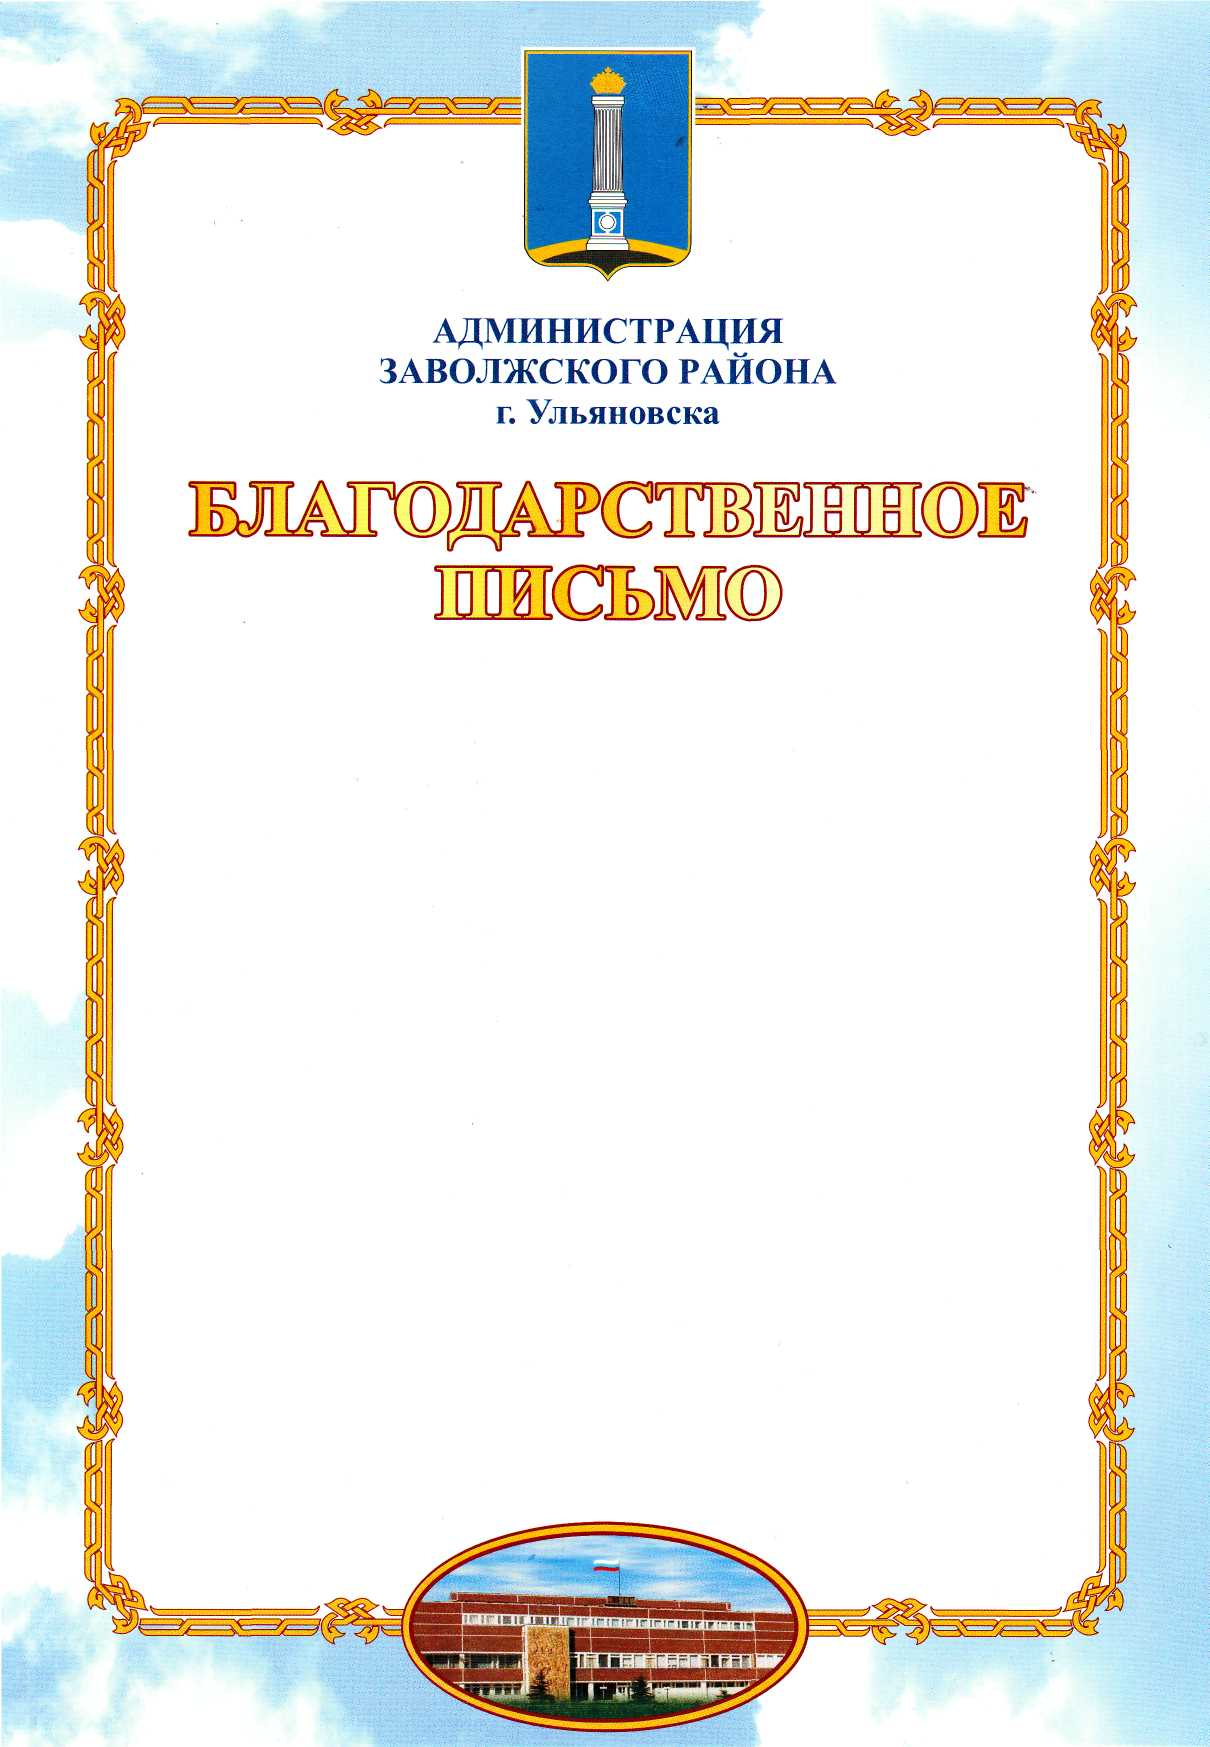 АДМИНИСТРАЦИЯ
ЗАВОЛЖСКОГО РАЙОНА
г. Ульяновска
БЛАГОДАРСТВЕННОЕ
ПИСЬМО